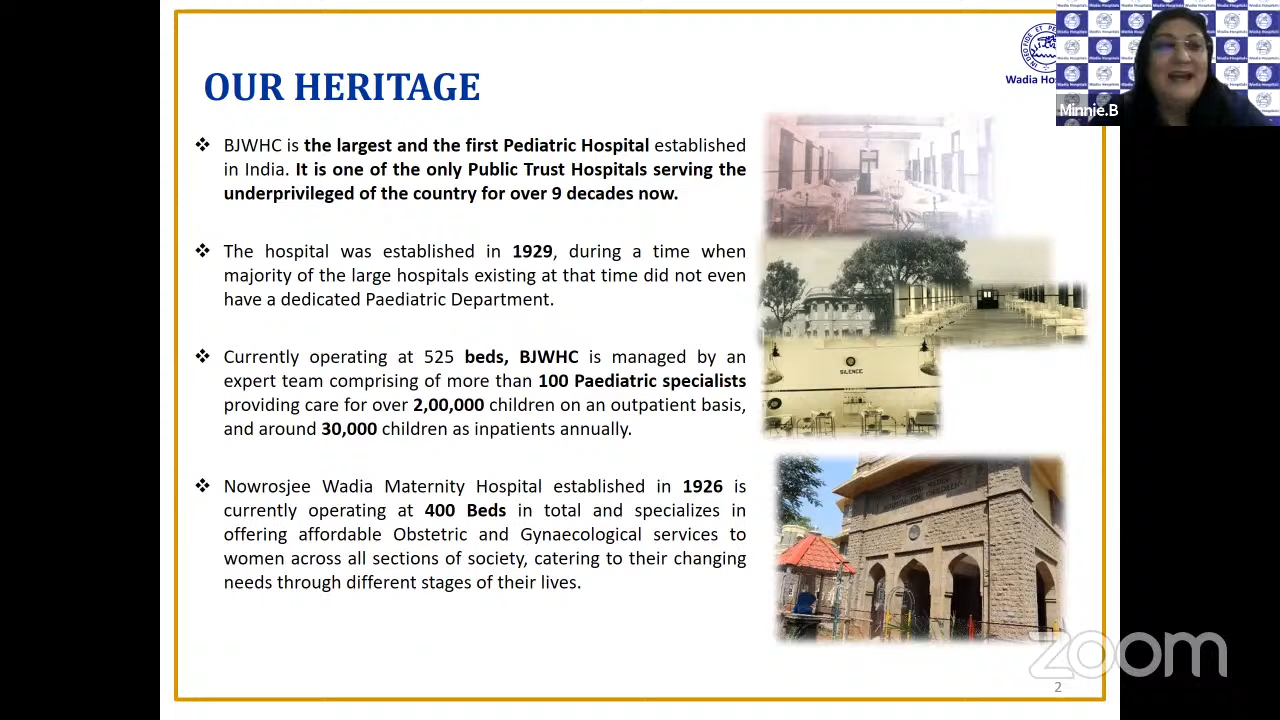 OUR HERITAGE
Wadia Ho
Minnie.B
❖ BJWHC is the largest and the first Pediatric Hospital established
in India. It is one of the only Public Trust Hospitals serving the
underprivileged of the country for over 9 decades now.
❖ The hospital was established in 1929, during a time when
majority of the large hospitals existing at that time did not even
have a dedicated Paediatric Department.
❖ Currently operating at 525 beds, BJWHC is managed by an
expert team comprising of more than 100 Paediatric specialists
providing care for over 2,00,000 children on an outpatient basis,
and around 30,000 children as inpatients annually.
❖ Nowrosjee Wadia Maternity Hospital established in 1926 is
currently operating at 400 Beds in total and specializes in
offering affordable Obstetric and Gynaecological services to
women across all sections of society, catering to their changing
needs through different stages of their lives.
SILENCE
zoom
2